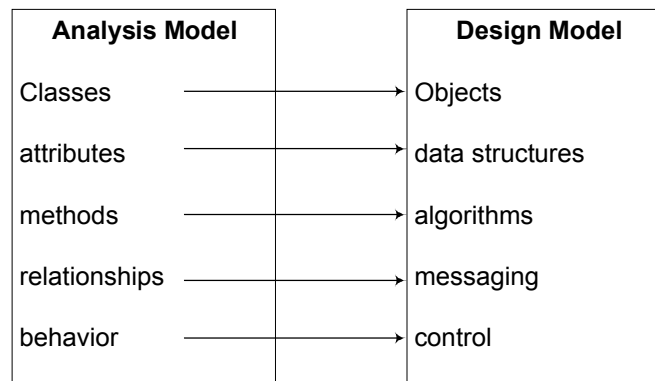 Analysis Model
Design Model
Classes
Objects
attributes
data structures
methods
algorithms
relationships
messaging
behavior
control